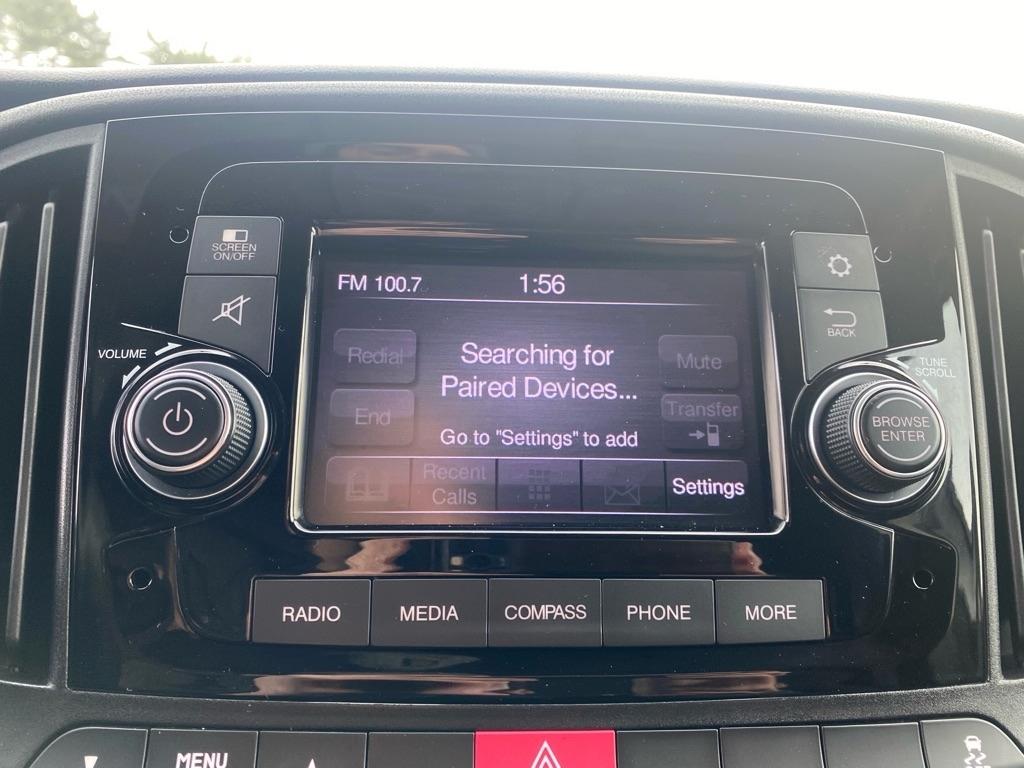 SCREEN
ON/OFF
VOLUME
FM 100.7
1:56
Redial
Searching for
Paired Devices...
Mute
End
Transfer
Go to "Settings" to add
Recent
Calls
Settings
BACK
TUNE
SCROLL
BROWSE
ENTER
RADIO
MEDIA
COMPASS
PHONE
MORE
MENU